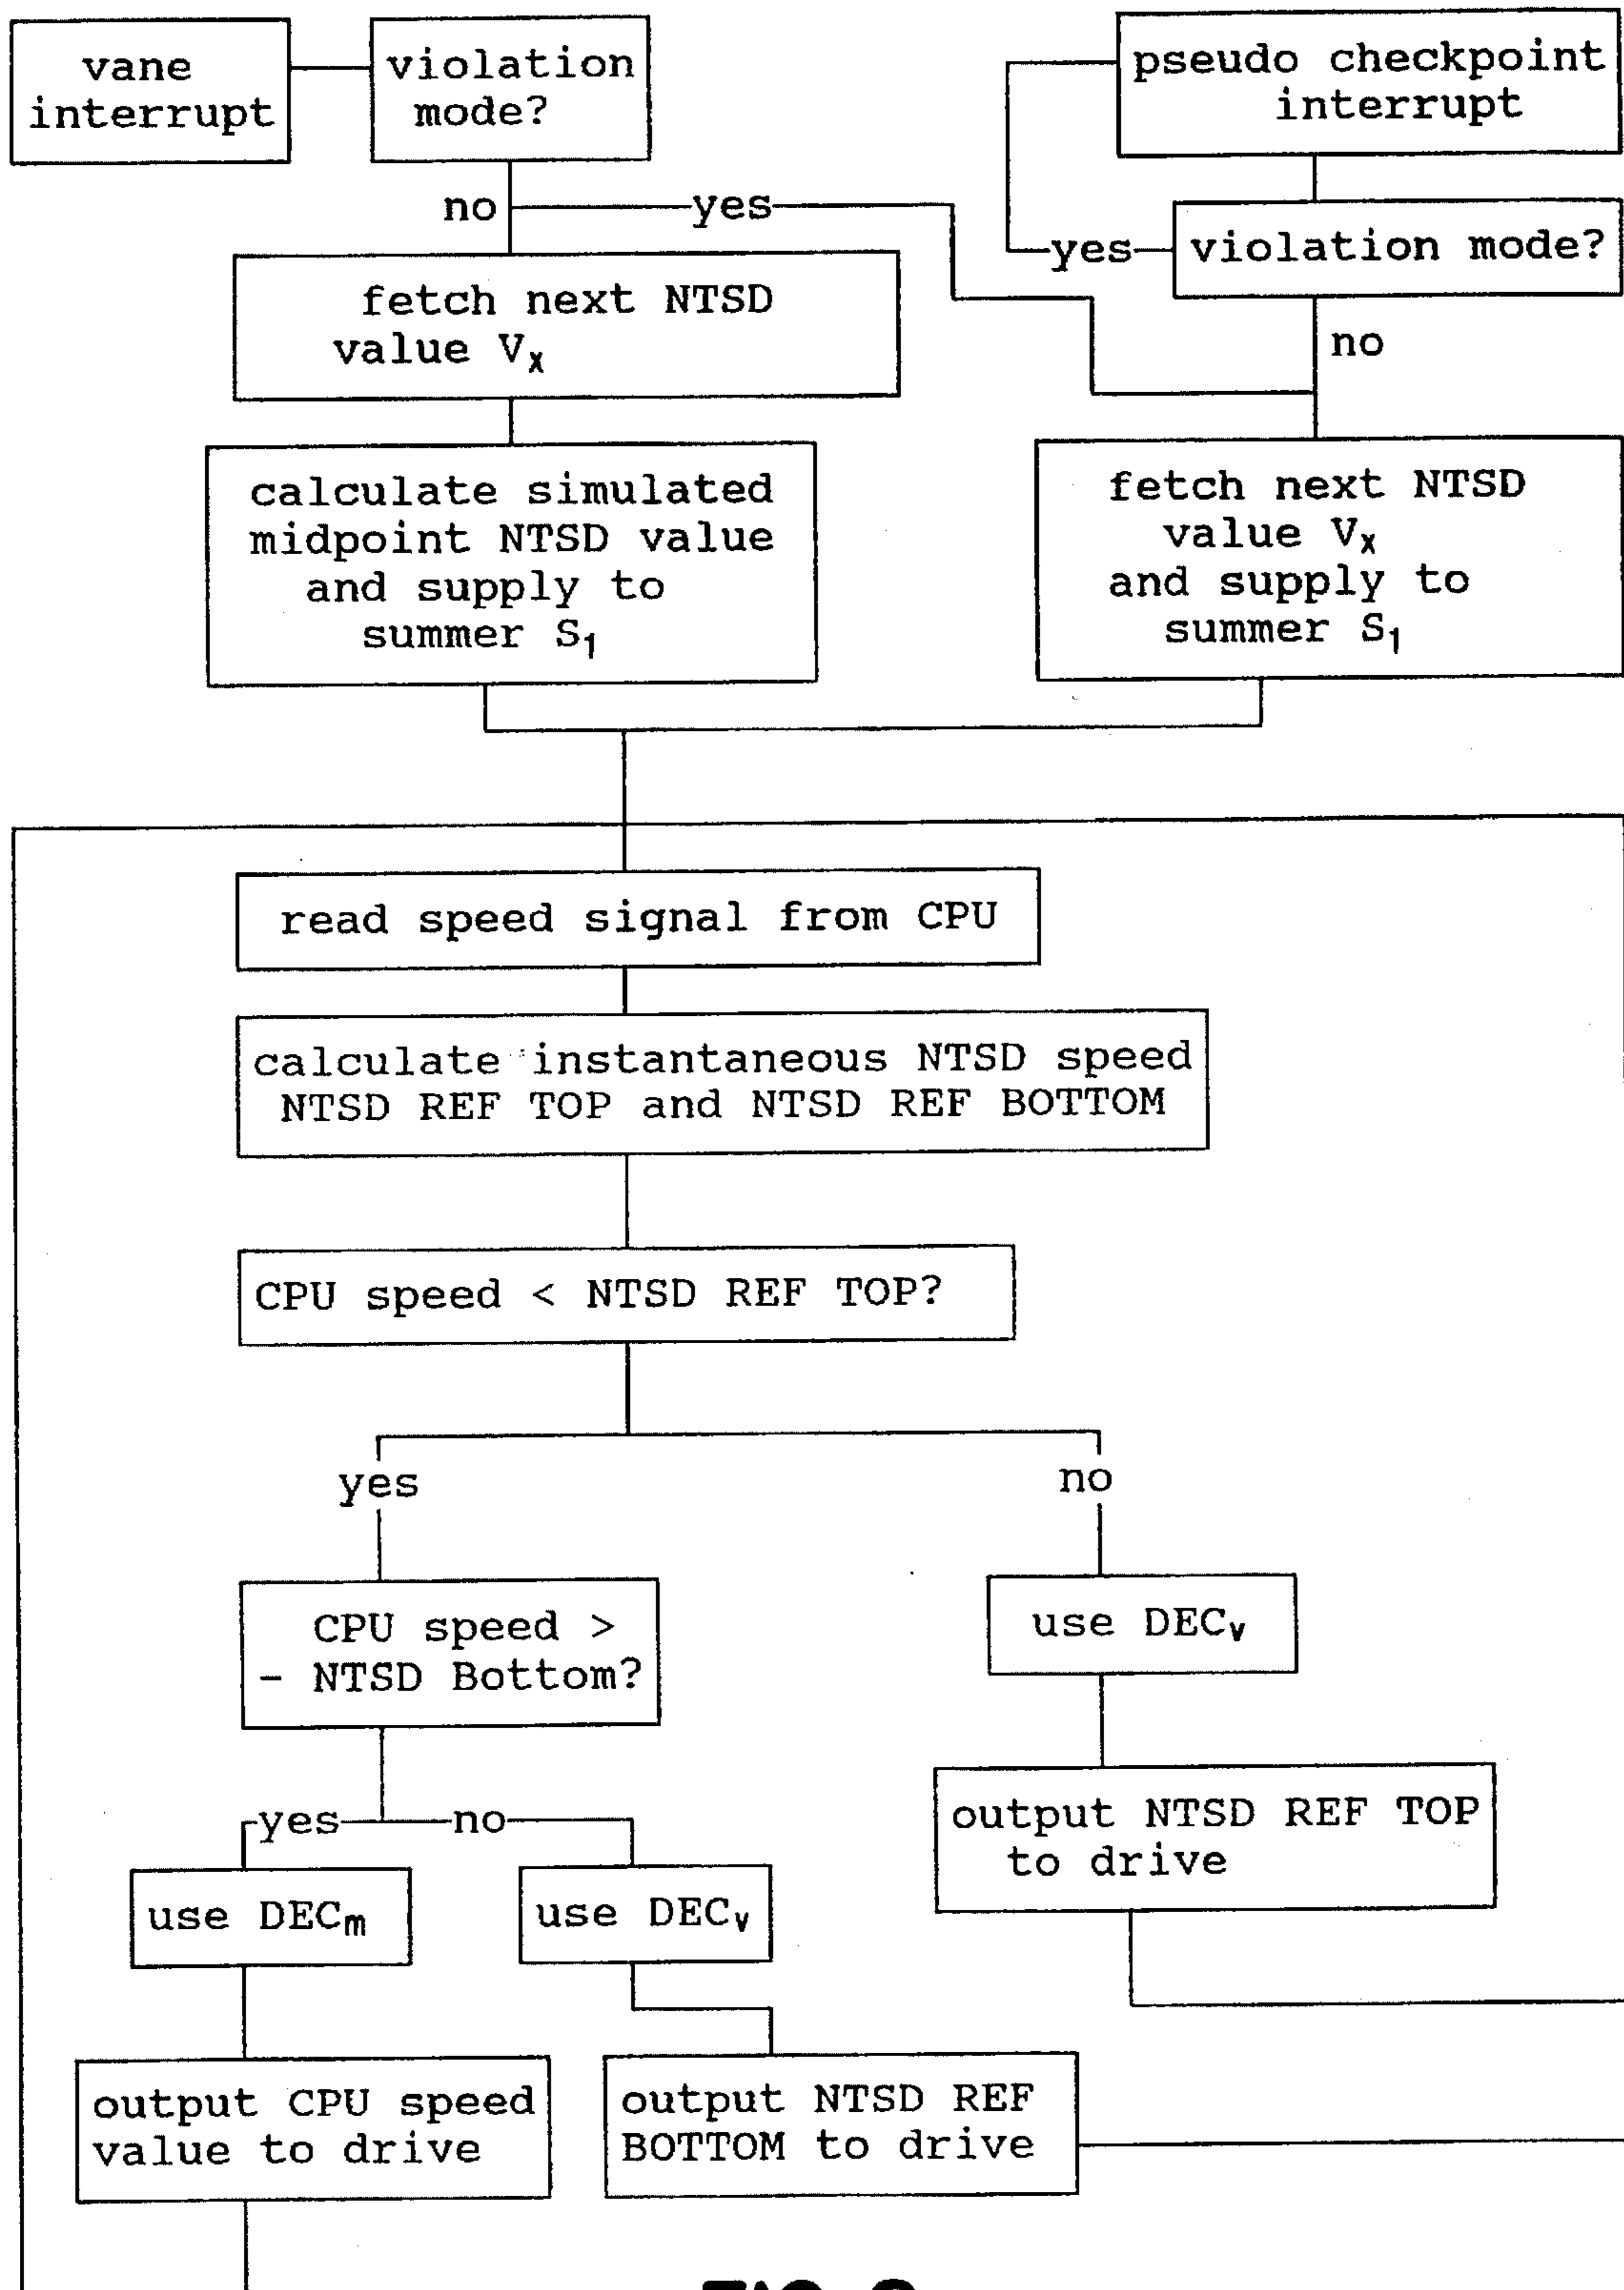 vane
interrupt
violation
mode?
pseudo checkpoint
interrupt
no
yes
yes
violation mode?
no
fetch next NTSD
value Vx
calculate simulated
midpoint NTSD value
and supply to
summer S1
fetch next NTSD
value Vx
and supply to
summer S1
read speed signal from CPU
calculate instantaneous NTSD speed
NTSD REF TOP and NTSD REF BOTTOM
CPU speed < NTSD REF TOP?
yes
no
CPU speed >
- NTSD Bottom?
use DECv
output NTSD REF TOP
to drive
yes
no
use DECm
use DECv
output CPU speed
value to drive
output NTSD REF
BOTTOM to drive